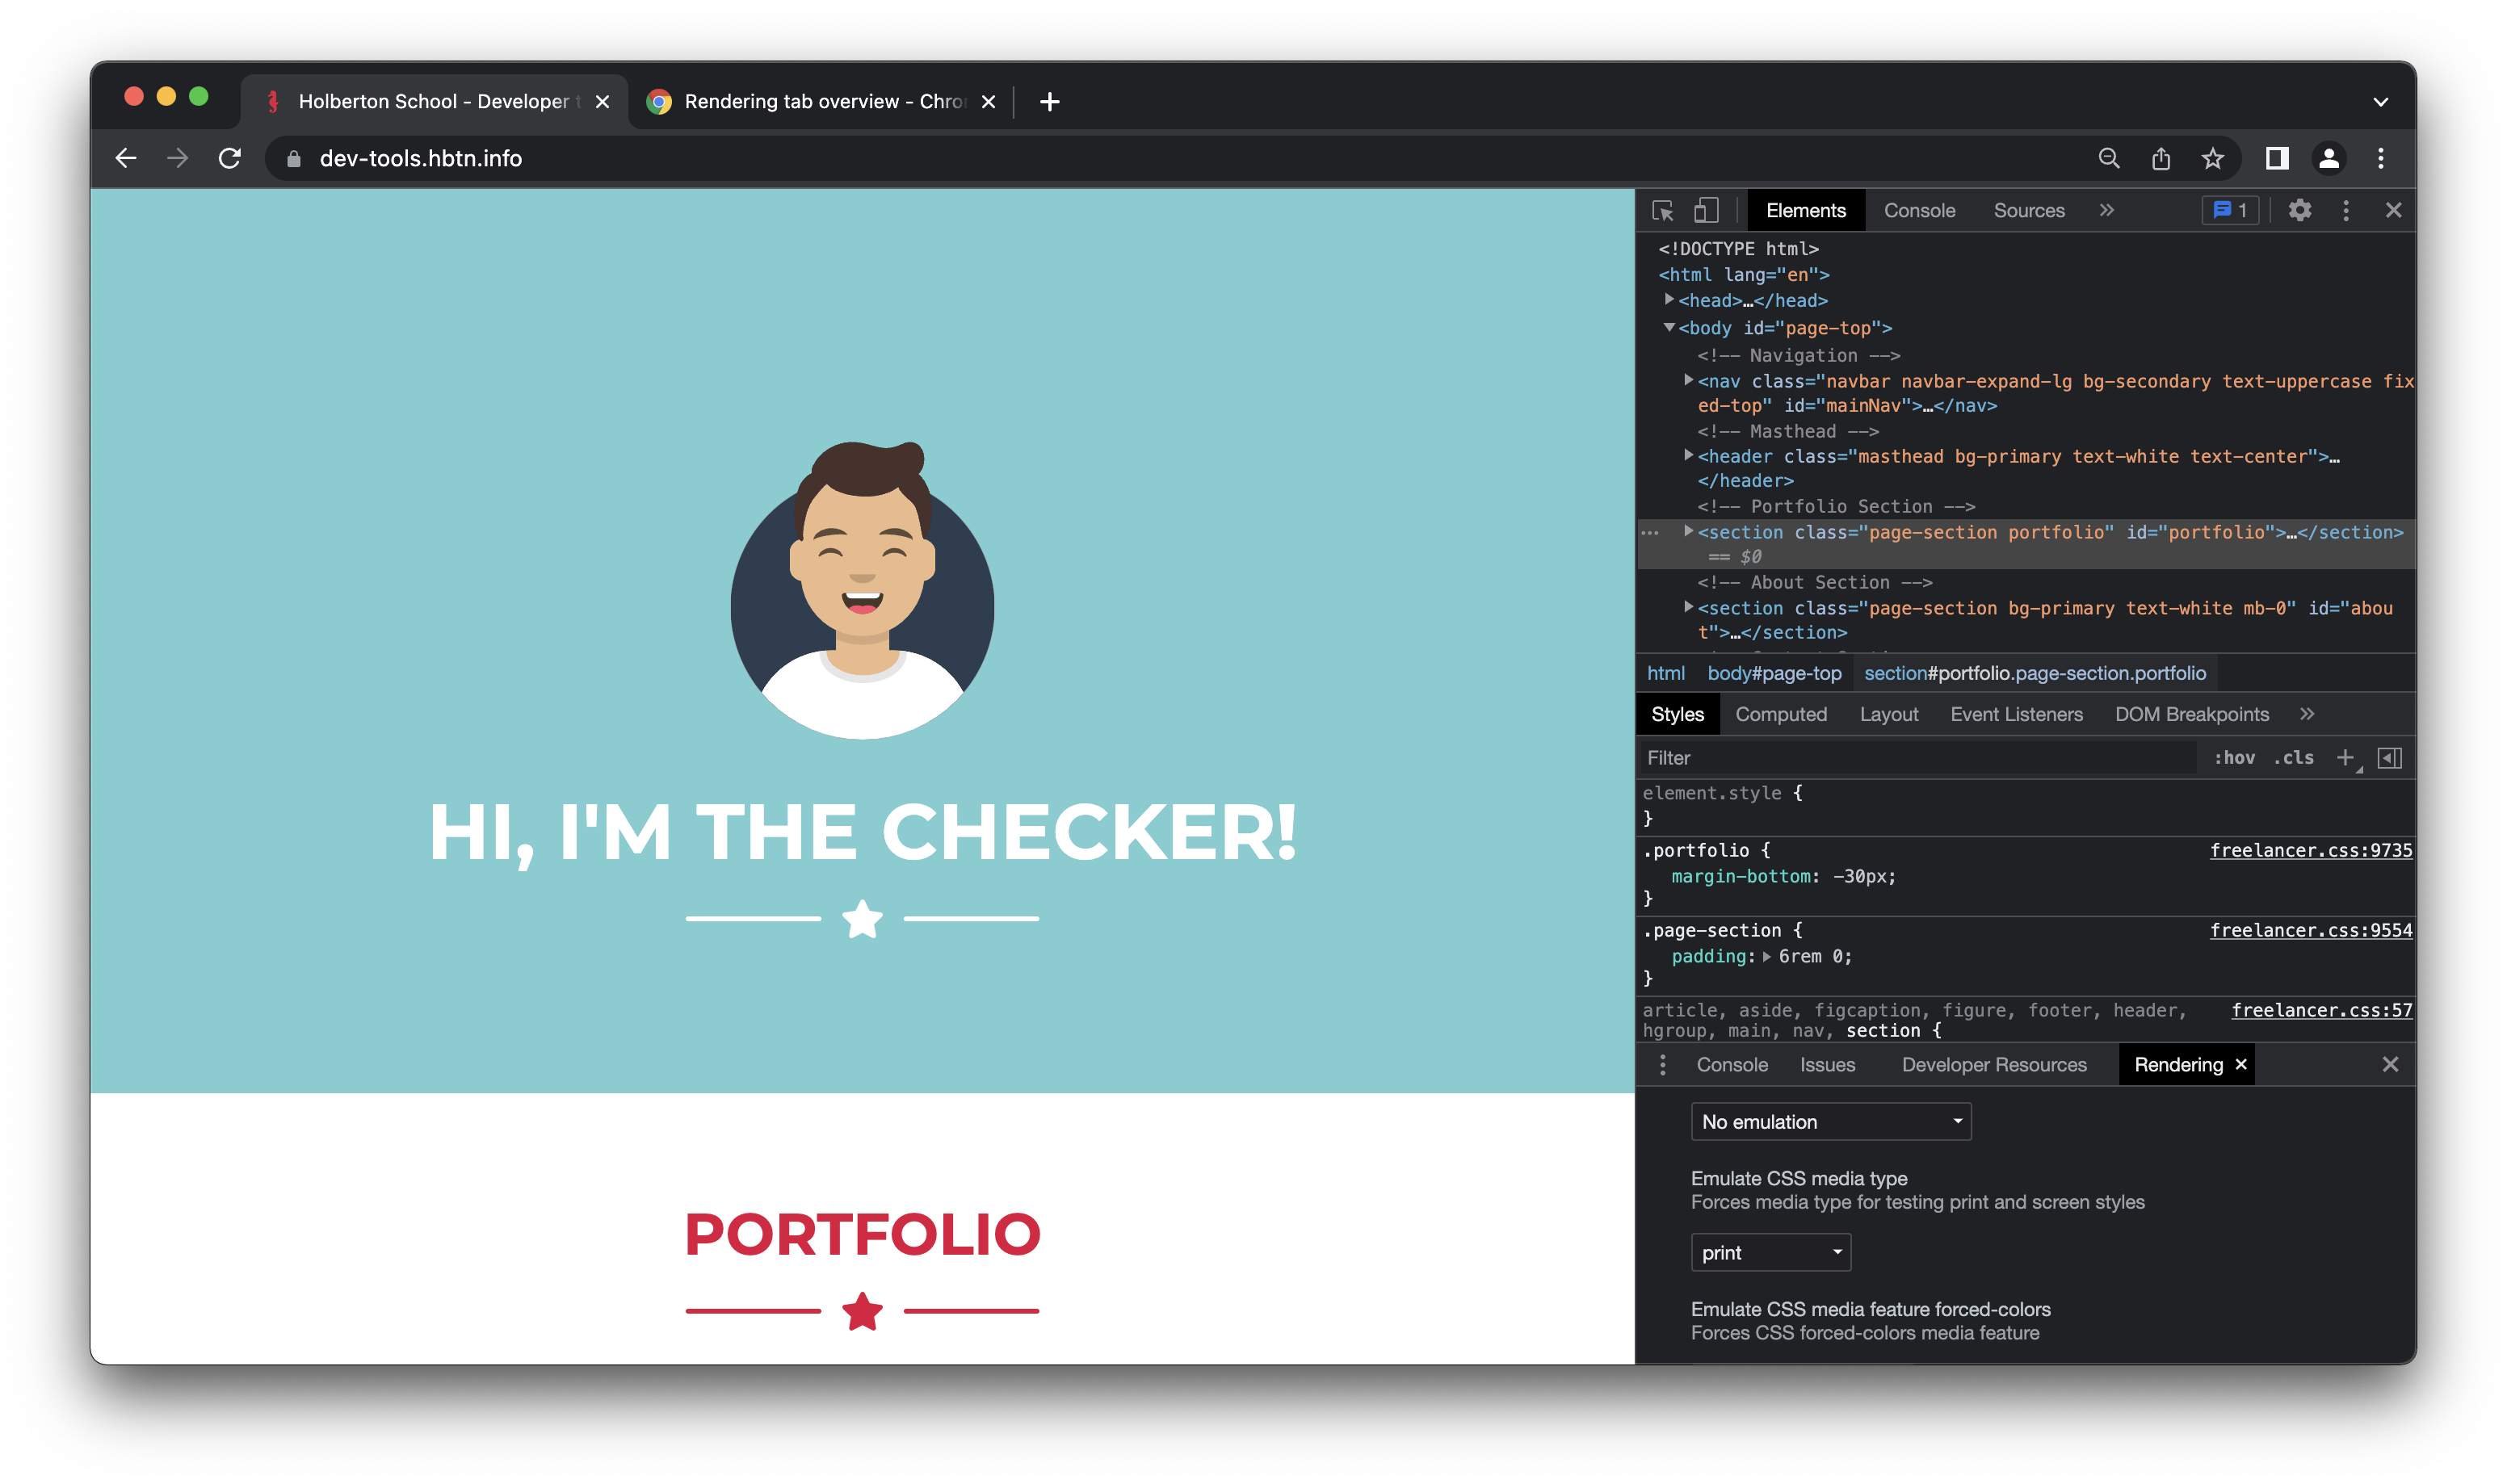 Holberton School - Developer t
Rendering tab overview - Chro
dev-tools.hbtn.info
HI, I'M THE CHECKER!
PORTFOLIO
Elements Console Sources » 1
<!DOCTYPE html>
<html lang="en">
<head>…</head>
<body id="page-top">
<!-- Navigation -->
<nav class="navbar navbar-expand-lg bg-secondary text-uppercase fix
ed-top" id="mainNav">…</nav>
<!-- Masthead -->
<header class="masthead bg-primary text-white text-center">…
</header>
<!-- Portfolio Section -->
<section class="page-section portfolio" id="portfolio">…</section>
== $0
<!-- About Section -->
<section class="page-section bg-primary text-white mb-0" id="abou
t">…</section>
html body#page-top section#portfolio.page-section.portfolio
Styles Computed Layout Event Listeners DOM Breakpoints »
Filter :hov .cls +
element.style {
}
.portfolio { freelancer.css:9735
margin-bottom: -30px;
}
.page-section { freelancer.css:9554
padding: 6rem 0;
}
article, aside, figcaption, figure, footer, header, freelancer.css:57
hgroup, main, nav, section {
Console Issues Developer Resources Rendering
No emulation
Emulate CSS media type
Forces media type for testing print and screen styles
print
Emulate CSS media feature forced-colors
Forces CSS forced-colors media feature